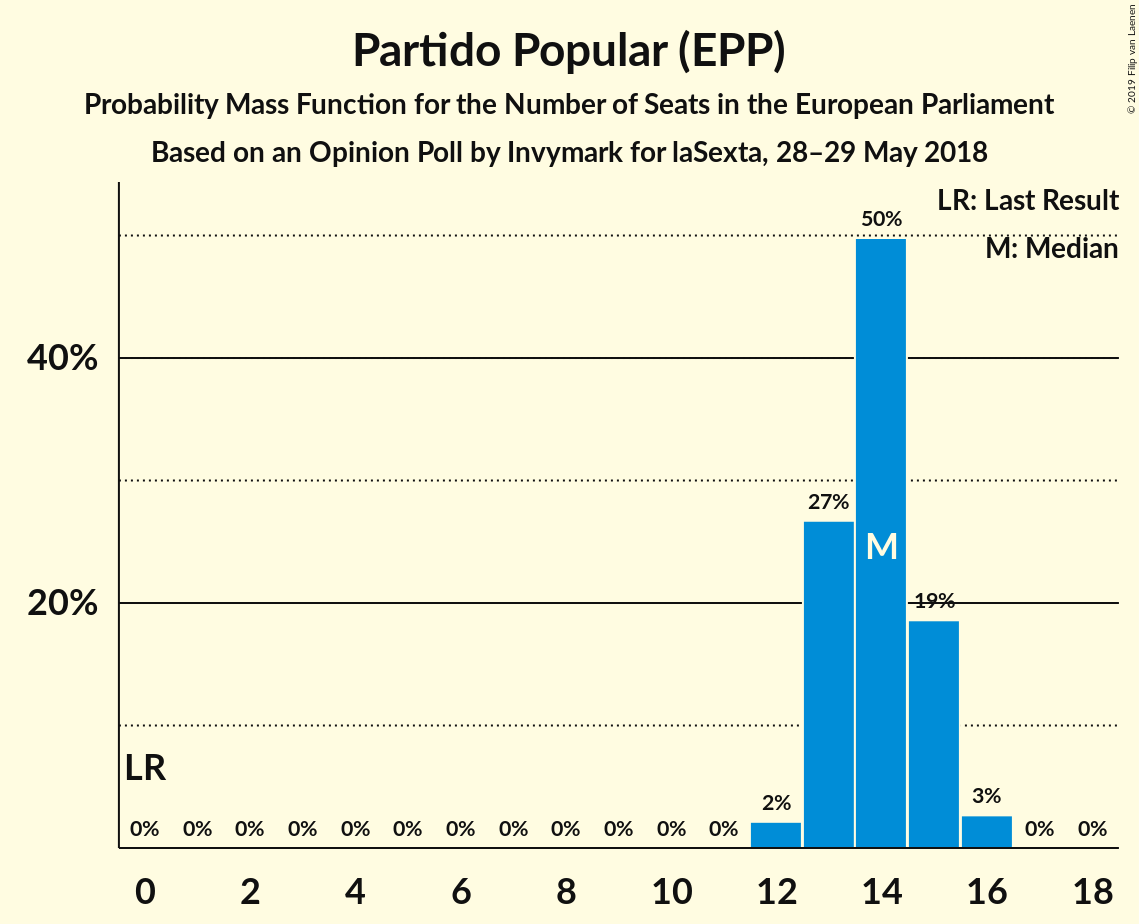 Partido Popular (EPP)
Probability Mass Function for the Number of Seats in the European Parliament
Based on an Opinion Poll by Invymark for laSexta, 28–29 May 2018
© 2019 Filip van Laenen
LR: Last Result
M: Median
50%
40%
27%
M
20%
19%
LR
0% 0% 0% 0% 0% 0% 0% 0% 0% 0% 0% 0% 2% 3% 0% 0%
0 2 4 6 8 10 12 14 16 18